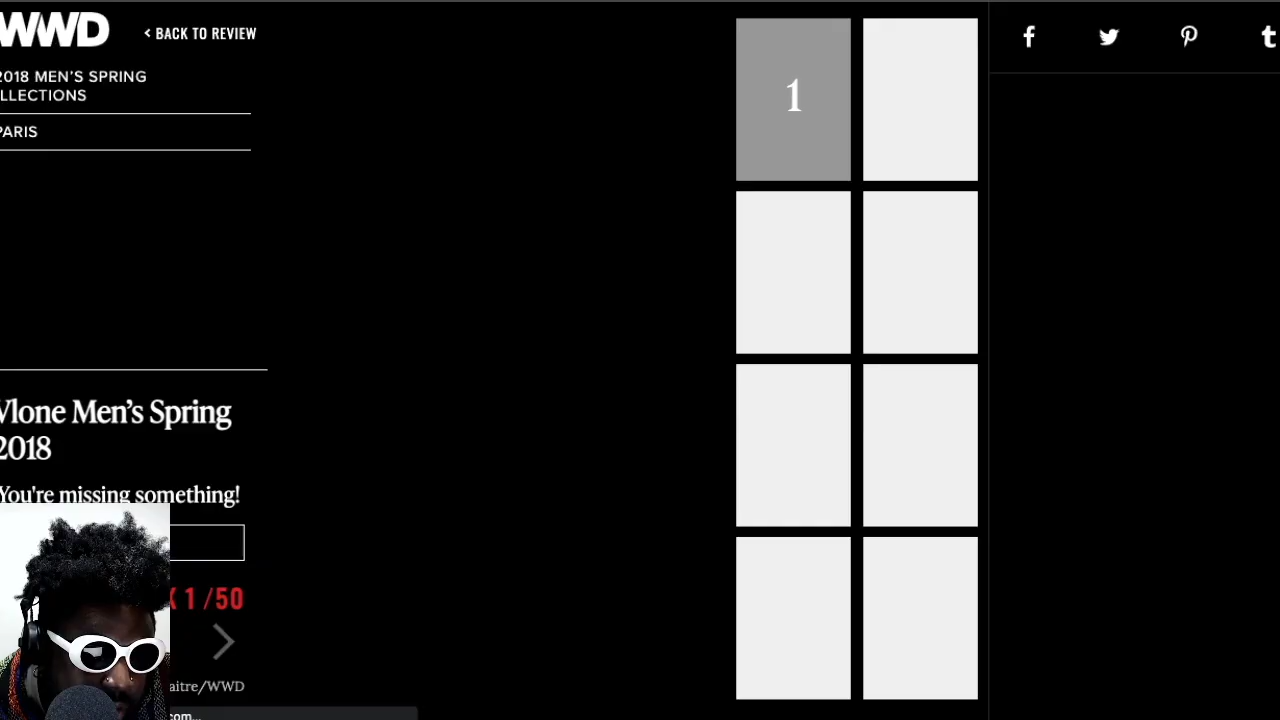 WWD
< BACK TO REVIEW
2018 MEN'S SPRING
LLECTIONS
PARIS
1
Vlone Men's Spring
2018
You're missing something!
K 1 /50
aitre/WWD
com...